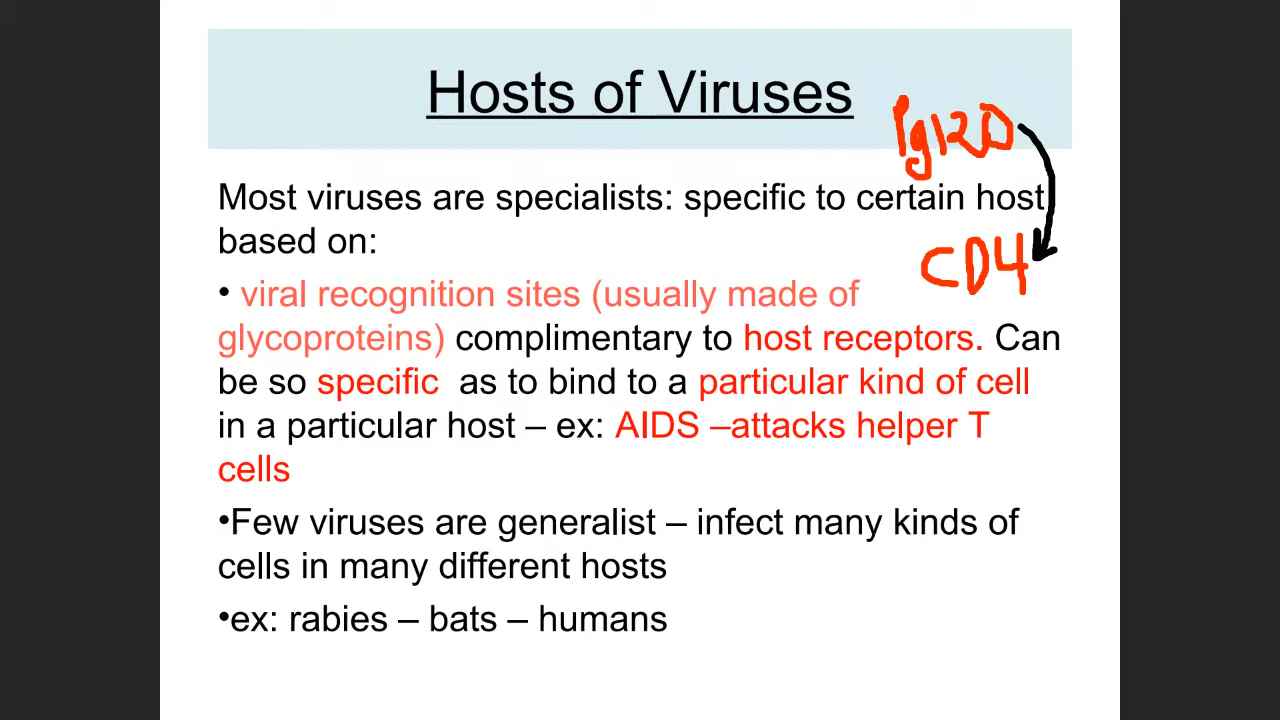 Hosts of Viruses
Pg120
Most viruses are specialists: specific to certain host
based on:
CD4
• viral recognition sites (usually made of
glycoproteins) complimentary to host receptors. Can
be so specific as to bind to a particular kind of cell
in a particular host – ex: AIDS –attacks helper T
cells
•Few viruses are generalist – infect many kinds of
cells in many different hosts
•ex: rabies – bats – humans